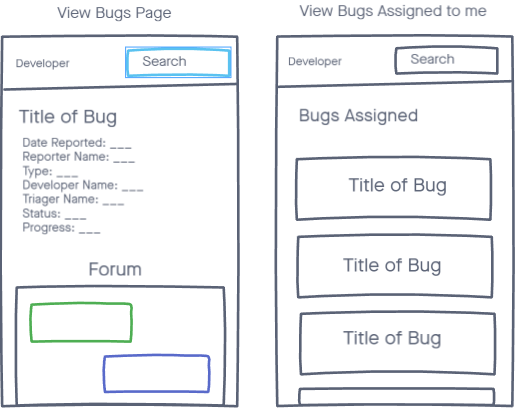 View Bugs Page
Developer
Search
Title of Bug
Date Reported: ___
Reporter Name: ___
Type: ___
Developer Name: ___
Triager Name: ___
Status: ___
Progress: ___
Forum
View Bugs Assigned to me
Developer
Search
Bugs Assigned
Title of Bug
Title of Bug
Title of Bug